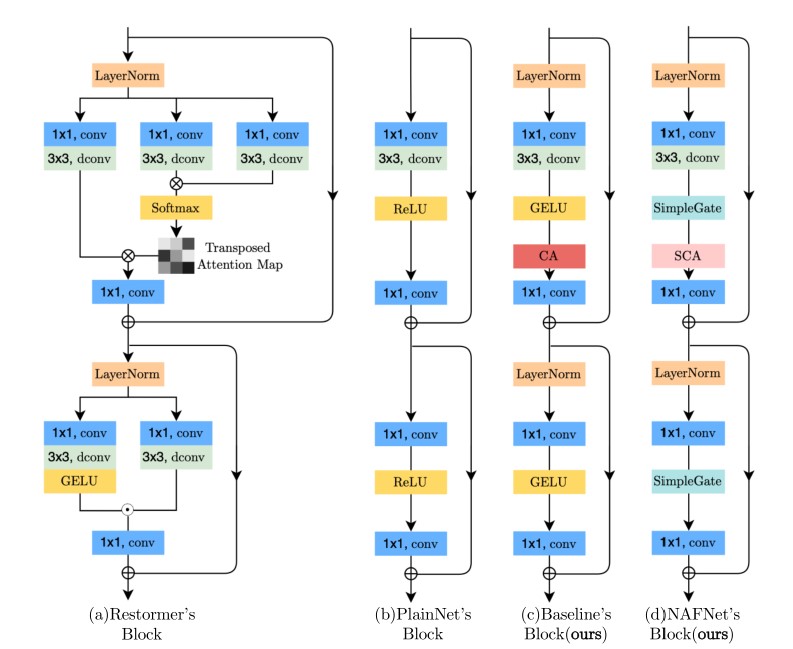 LayerNorm
1x1, conv
3x3, dconv
1x1, conv
3x3, dconv
1x1, conv
3x3, dconv
Softmax
Transposed
Attention Map
1x1, conv
LayerNorm
1x1, conv
3x3, dconv
GELU
1x1, conv
3x3, dconv
1x1, conv
(a)Restormer's
Block
1x1, conv
3x3, dconv
ReLU
1x1, conv
1x1, conv
ReLU
1x1, conv
(b)PlainNet's
Block
LayerNorm
1x1, conv
3x3, dconv
GELU
CA
1x1, conv
LayerNorm
1x1, conv
GELU
1x1, conv
(c)Baseline's
Block(ours)
LayerNorm
1x1, conv
3x3, dconv
SimpleGate
SCA
1x1, conv
LayerNorm
1x1, conv
SimpleGate
1x1, conv
(d)NAFNet's
Block(ours)